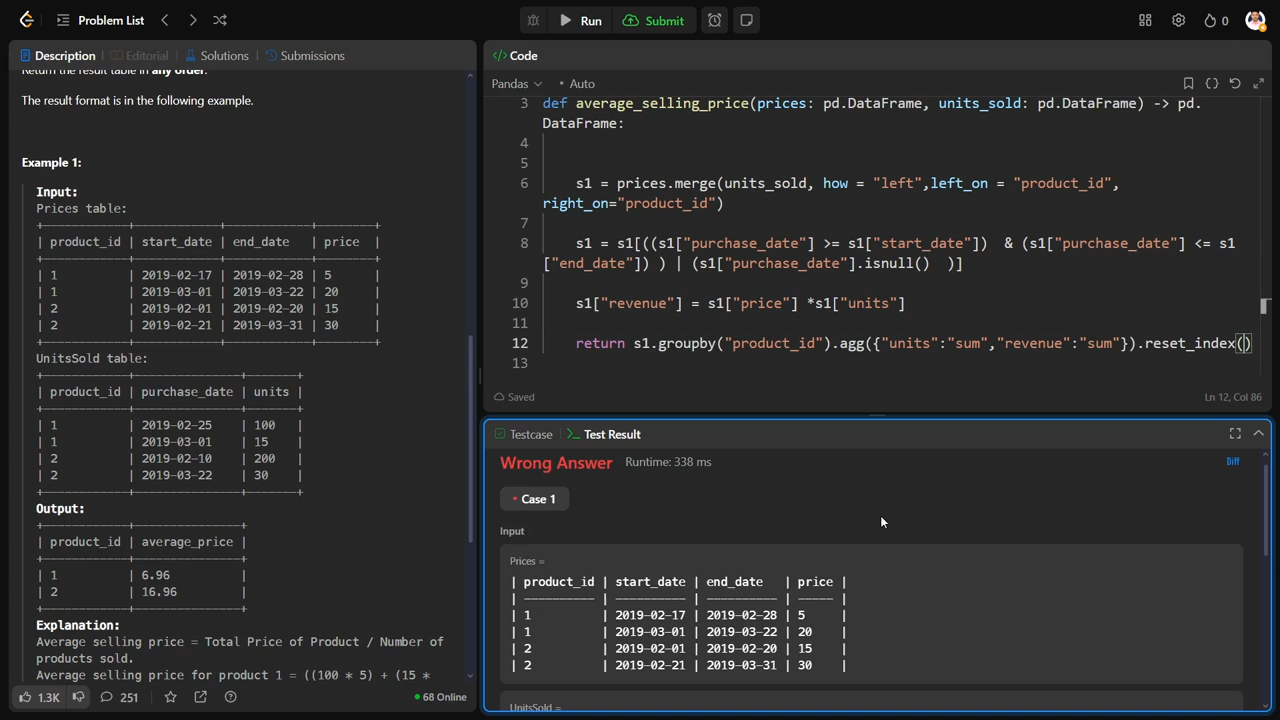 Problem List
Run
Submit
0
Description
Editorial
Solutions
Submissions
Return the result table in any order.
The result format is in the following example.
Example 1:
Input:
Prices table:
+------------+------------+------------+--------+
| product_id | start_date | end_date   | price  |
+------------+------------+------------+--------+
| 1          | 2019-02-17 | 2019-02-28 | 5      |
| 1          | 2019-03-01 | 2019-03-22 | 20     |
| 2          | 2019-02-01 | 2019-02-20 | 15     |
| 2          | 2019-02-21 | 2019-03-31 | 30     |
+------------+------------+------------+--------+
UnitsSold table:
+------------+---------------+-------+
| product_id | purchase_date | units |
+------------+---------------+-------+
| 1          | 2019-02-25    | 100   |
| 1          | 2019-03-01    | 15    |
| 2          | 2019-02-10    | 200   |
| 2          | 2019-03-22    | 30    |
+------------+---------------+-------+
Output:
+------------+---------------+
| product_id | average_price |
+------------+---------------+
| 1          | 6.96          |
| 2          | 16.96         |
+------------+---------------+
Explanation:
Average selling price = Total Price of Product / Number of
products sold.
Average selling price for product 1 = ((100 * 5) + (15 *
1.3K
251
68 Online
</> Code
Pandas
Auto
3 def average_selling_price(prices: pd.DataFrame, units_sold: pd.DataFrame) -> pd.
DataFrame:
4
5
6 s1 = prices.merge(units_sold, how = "left",left_on = "product_id",
right_on="product_id")
7
8 s1 = s1[((s1["purchase_date"] >= s1["start_date"])  & (s1["purchase_date"] <= s1
["end_date"]) ) | (s1["purchase_date"].isnull()  )]
9
10 s1["revenue"] = s1["price"] *s1["units"]
11
12 return s1.groupby("product_id").agg({"units":"sum","revenue":"sum"}).reset_index()
13
Saved
Ln 12, Col 86
Testcase
>_ Test Result
Wrong Answer
Runtime: 338 ms
Diff
Case 1
Input
Prices =
| product_id | start_date | end_date   | price |
| ---------- | ---------- | ---------- | ----- |
| 1          | 2019-02-17 | 2019-02-28 | 5     |
| 1          | 2019-03-01 | 2019-03-22 | 20    |
| 2          | 2019-02-01 | 2019-02-20 | 15    |
| 2          | 2019-02-21 | 2019-03-31 | 30    |
UnitsSold =